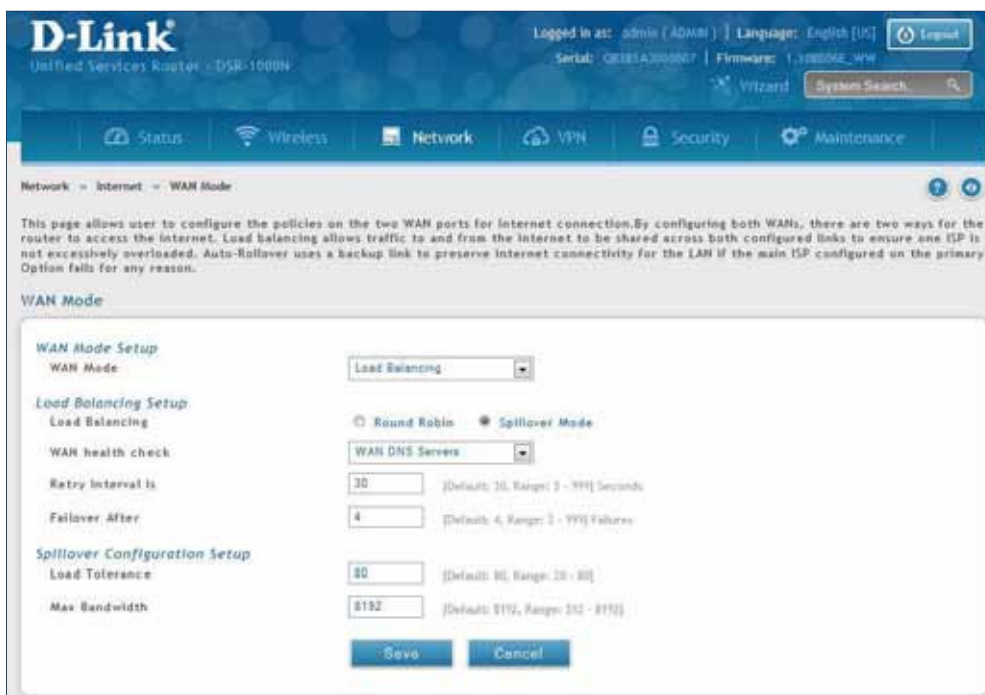 D-Link
Unified Services Router - DSR-1000N
Logged in as: admin ( ADMIN ) | Language: English [US]
Logout
Serial: | Firmware:
Wizard
System Search..
Status
Wireless
Network
VPN
Security
Maintenance
Network » Internet » WAN Mode
This page allows user to configure the policies on the two WAN ports for Internet connection.By configuring both WANs, there are two ways for the
router to access the Internet. Load balancing allows traffic to and from the Internet to be shared across both configured links to ensure one ISP is
not excessively overloaded. Auto-Rollover uses a backup link to preserve Internet connectivity for the LAN if the main ISP configured on the primary
Option fails for any reason.
WAN Mode
WAN Mode Setup
WAN Mode
Load Balancing
Load Balancing Setup
Load Balancing
Round Robin
Spillover Mode
WAN health check
WAN DNS Servers
Retry Interval is
30
[Default: 30, Range: 5 - 999] Seconds
Failover After
4
[Default: 4, Range: 2 - 999] Failures
Spillover Configuration Setup
Load Tolerance
80
[Default: 80, Range: 20 - 80]
Max Bandwidth
8192
[Default: 8192, Range: 512 - 8192]
Save
Cancel